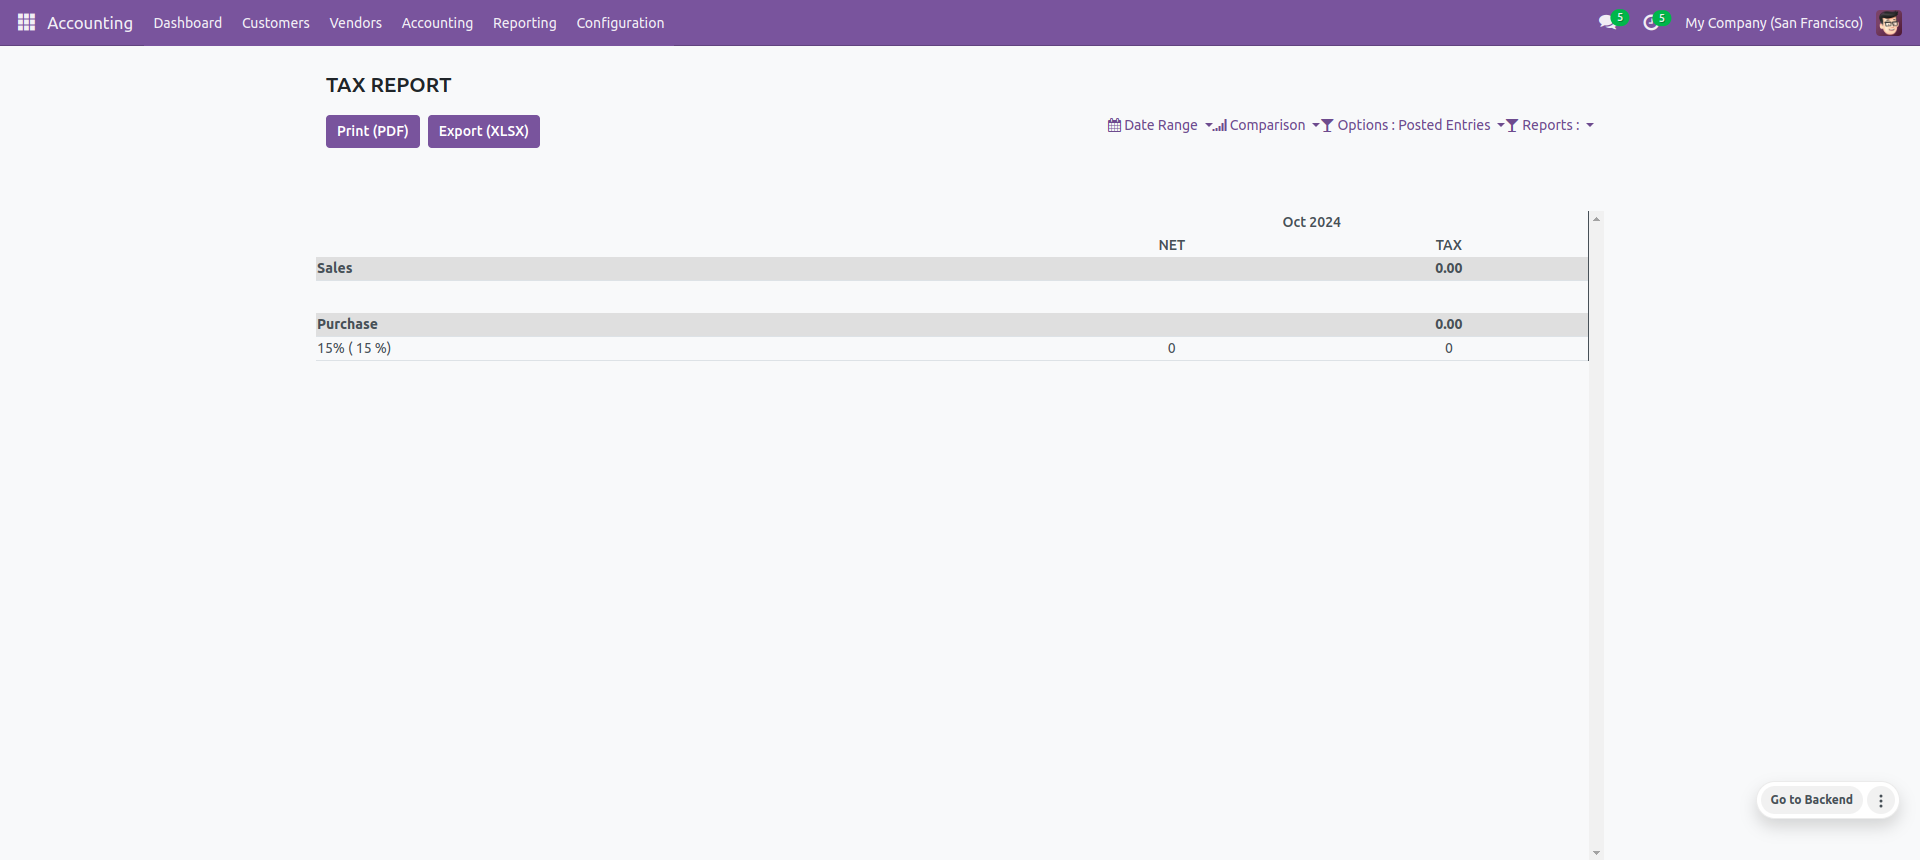 Accounting Dashboard Customers Vendors Accounting Reporting Configuration 5 5 My Company (San Francisco)
TAX REPORT
Print (PDF) Export (XLSX) Date Range Comparison Options : Posted Entries Reports :
Oct 2024
NET TAX
Sales 0.00
Purchase 0.00
15% ( 15 %) 0 0
Go to Backend